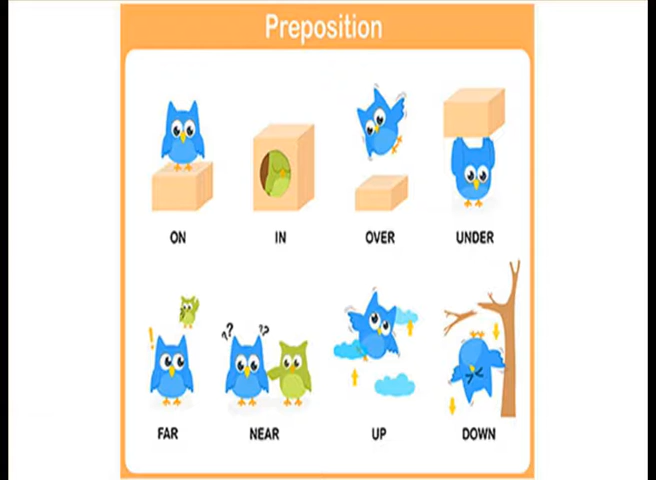 Preposition
ON IN OVER UNDER
?? ??
FAR NEAR UP DOWN